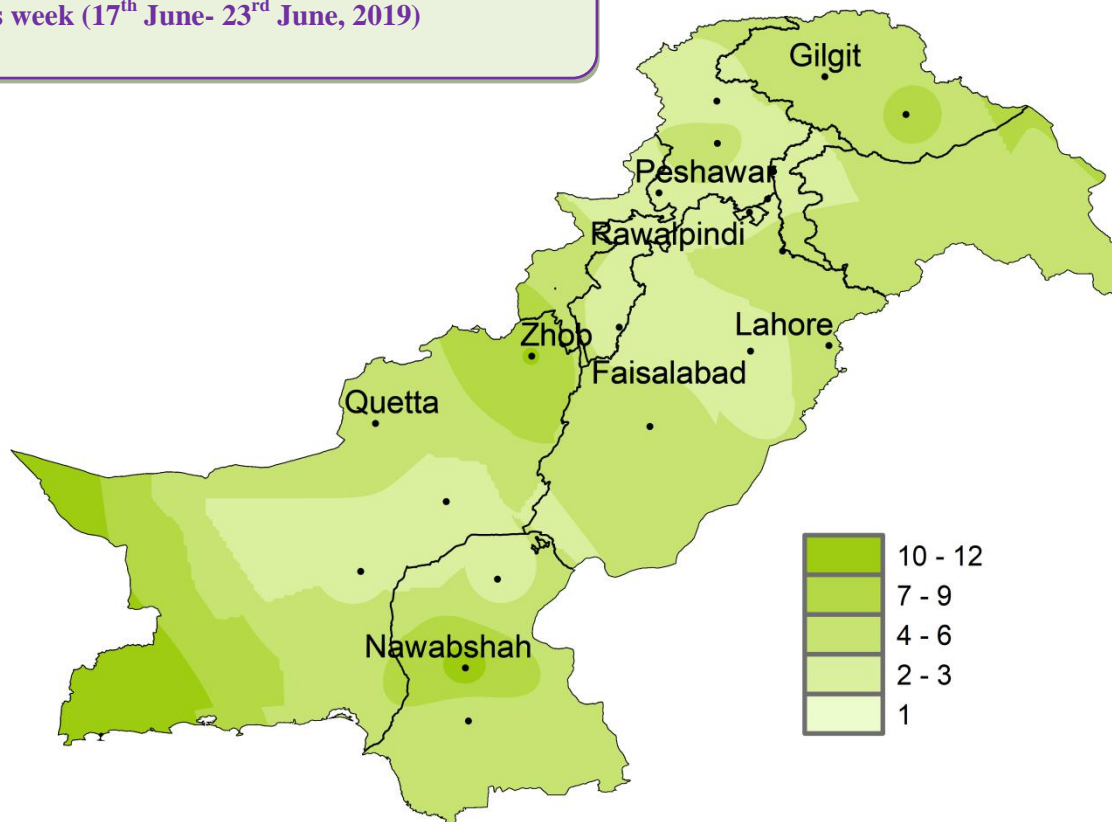 s week (17th June- 23rd June, 2019)
Gilgit
Peshawar
Rawalpindi
Zhob
Lahore
Faisalabad
Quetta
Nawabshah
10 - 12
7 - 9
4 - 6
2 - 3
1